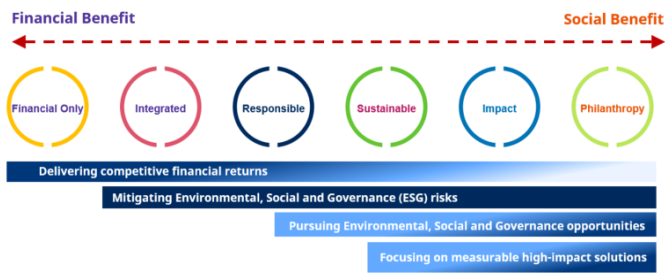 Financial Benefit
Social Benefit
Financial Only
Integrated
Responsible
Sustainable
Impact
Philanthropy
Delivering competitive financial returns
Mitigating Environmental, Social and Governance (ESG) risks
Pursuing Environmental, Social and Governance opportunities
Focusing on measurable high-impact solutions